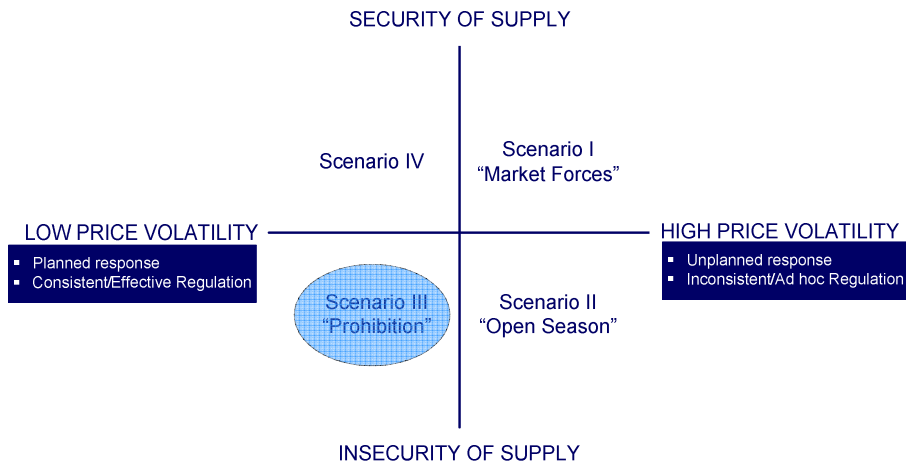 SECURITY OF SUPPLY
Scenario IV
Scenario I
“Market Forces”
LOW PRICE VOLATILITY
▪ Planned response
▪ Consistent/Effective Regulation
HIGH PRICE VOLATILITY
▪ Unplanned response
▪ Inconsistent/Ad hoc Regulation
Scenario III
“Prohibition”
Scenario II
“Open Season”
INSECURITY OF SUPPLY